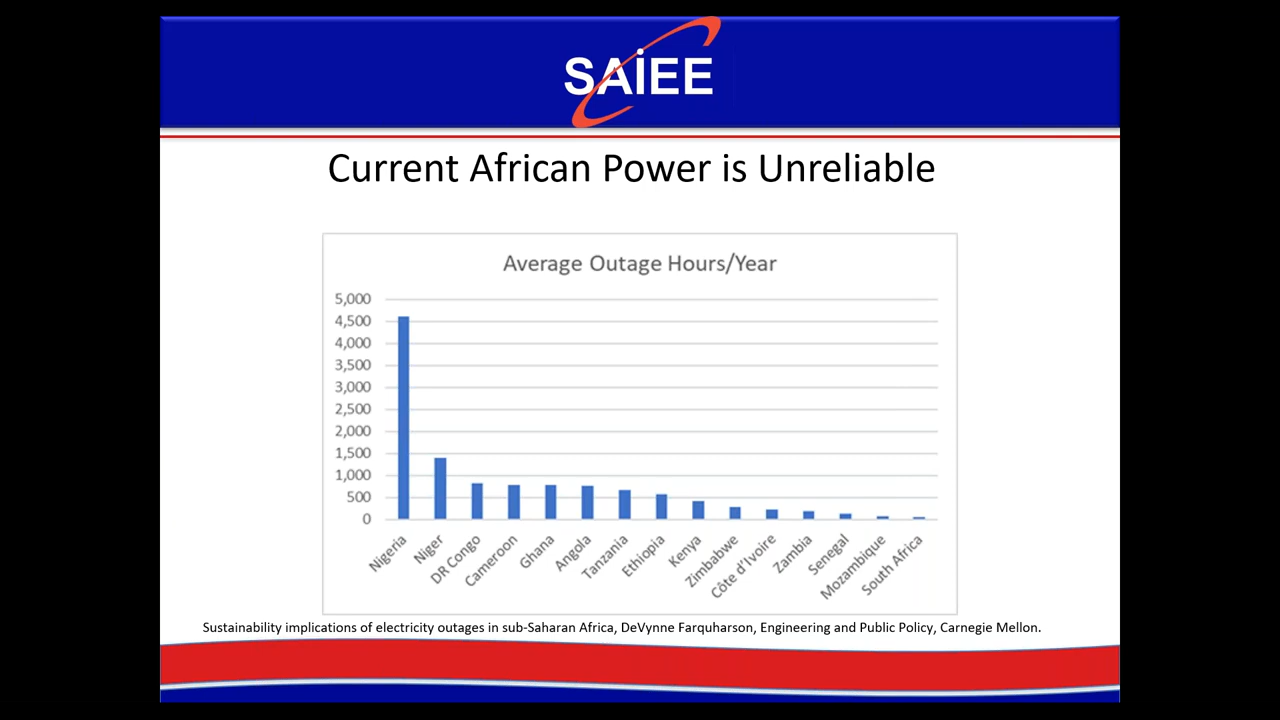 SAIEE
Current African Power is Unreliable
Average Outage Hours/Year
5,000
4,500
4,000
3,500
3,000
2,500
2,000
1,500
1,000
500
0
Nigeria
Niger
DR Congo
Cameroon
Ghana
Angola
Tanzania
Ethiopia
Kenya
Zimbabwe
Côte d'Ivoire
Zambia
Senegal
Mozambique
South Africa
Sustainability implications of electricity outages in sub-Saharan Africa, DeVynne Farquharson, Engineering and Public Policy, Carnegie Mellon.